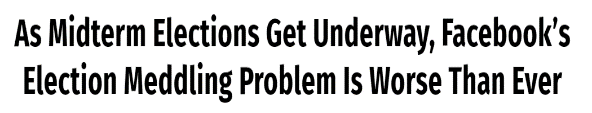 As Midterm Elections Get Underway, Facebook’s
Election Meddling Problem Is Worse Than Ever